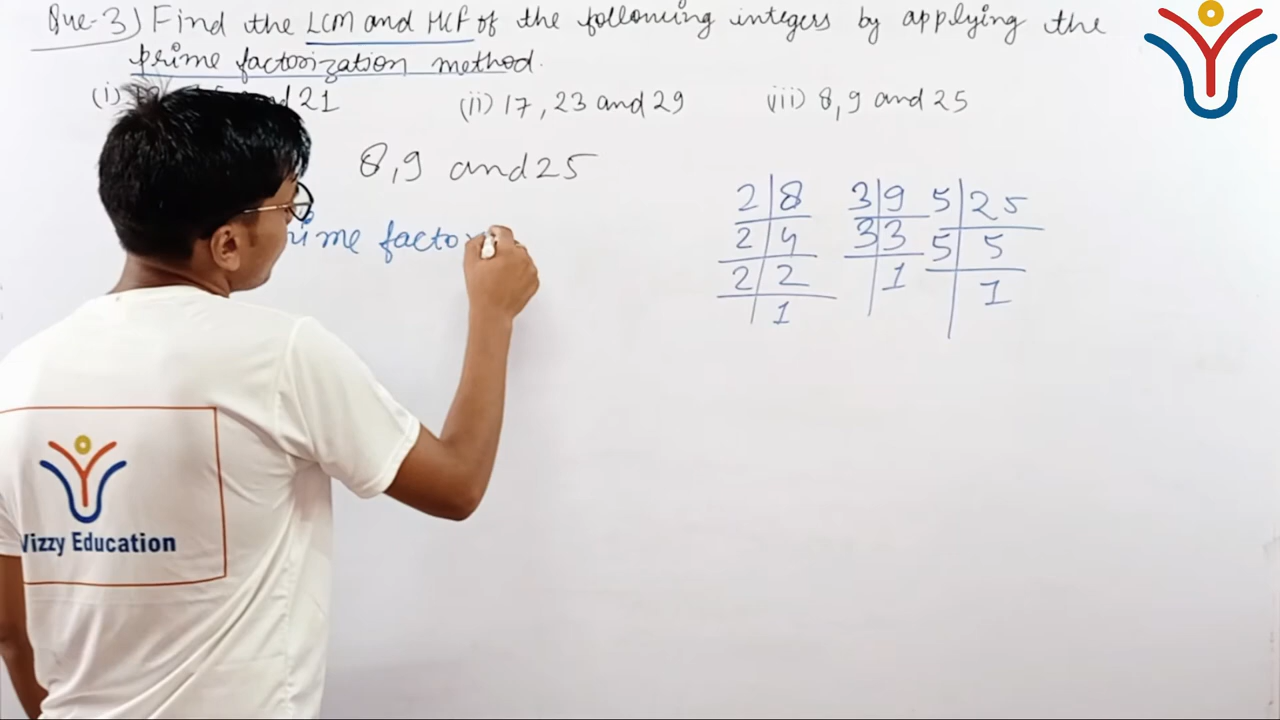 Que-3) Find the LCM and HCF of the following integers by applying the
prime factorization method.
(i) and 21 (ii) 17, 23 and 29 (iii) 8, 9 and 25
8, 9 and 25
rime facto
2 8 3 9 5 25
2 4 3 3 5 5
2 2 1 1
1
Vizzy Education